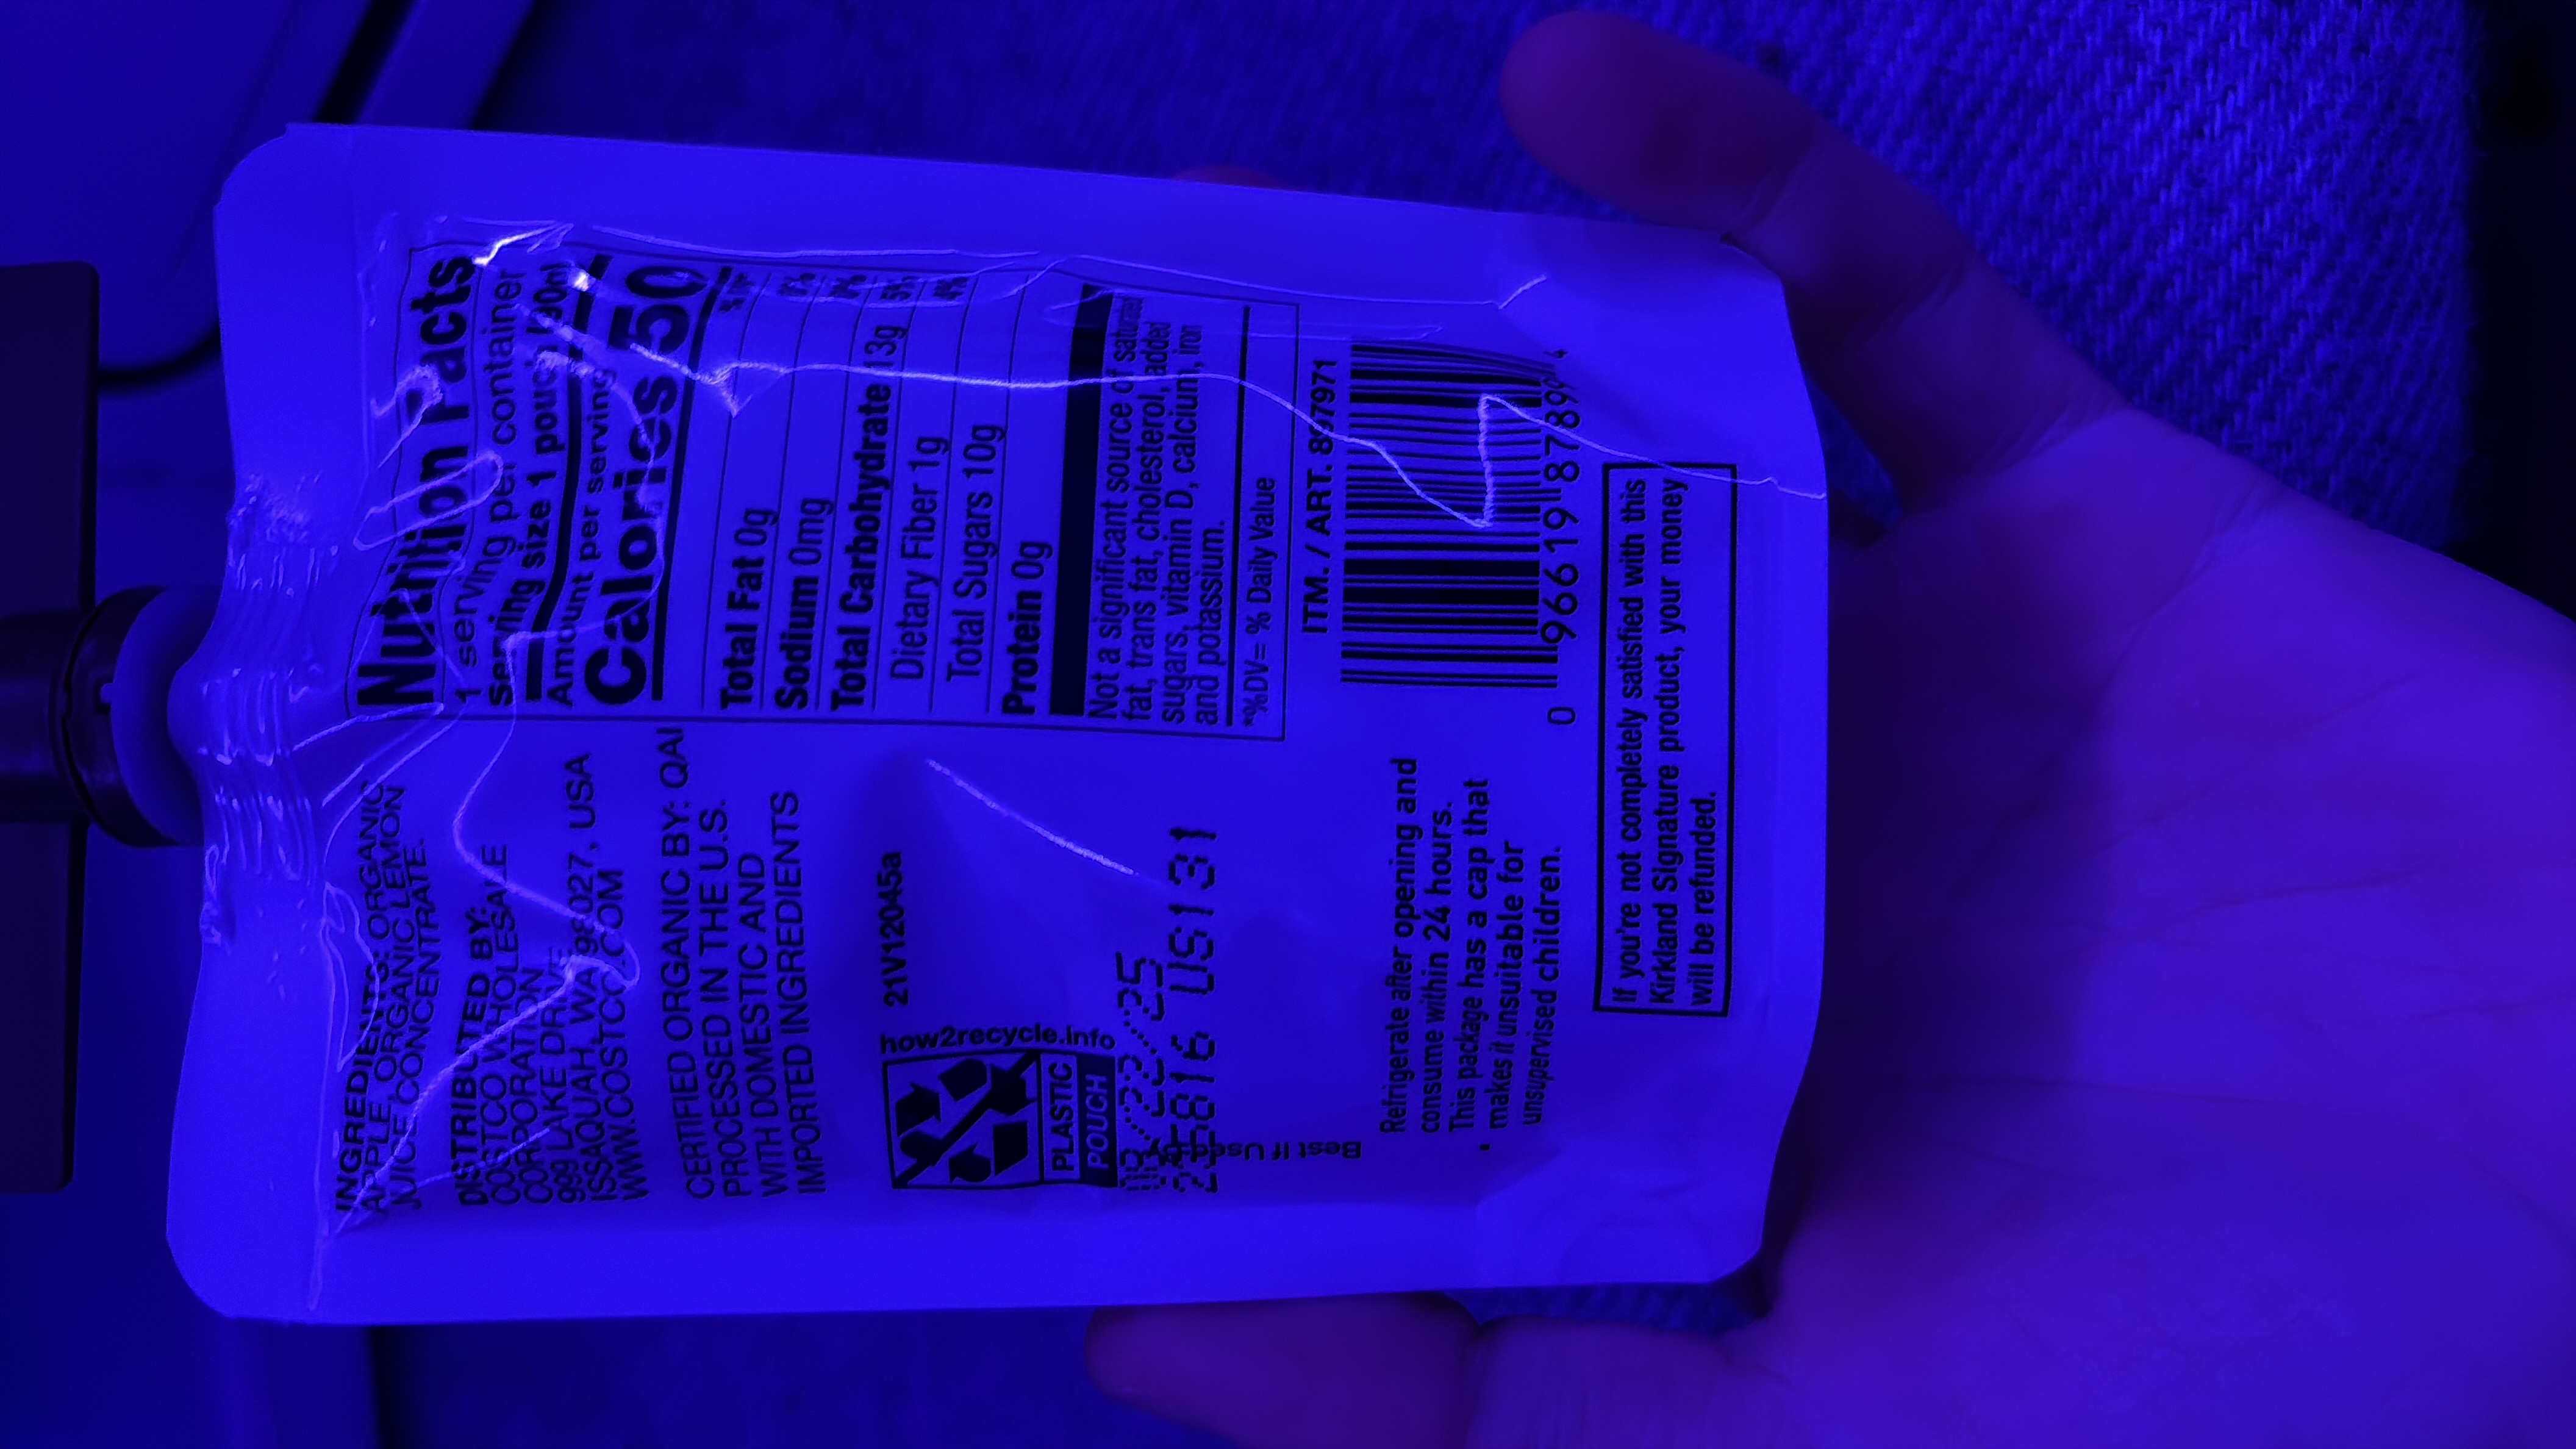 Nutrition Facts
1 serving per container
Serving size 1 pouch (90g)
Amount per serving
Calories 50
Total Fat 0g 0%
Sodium 0mg 0%
Total Carbohydrate 13g 5%
Dietary Fiber 1g 4%
Total Sugars 10g
Protein 0g
Not a significant source of saturated
fat, trans fat, cholesterol, added
sugars, vitamin D, calcium, iron
and potassium.
*%DV= % Daily Value
ITM. / ART. 897971
If you're not completely satisfied with this
Kirkland Signature product, your money
will be refunded.
INGREDIENTS: ORGANIC
APPLE, ORGANIC LEMON
JUICE CONCENTRATE.
DISTRIBUTED BY:
COSTCO WHOLESALE
CORPORATION
999 LAKE DRIVE
ISSAQUAH, WA 98027, USA
WWW.COSTCO.COM
CERTIFIED ORGANIC BY: QAI
PROCESSED IN THE U.S.
WITH DOMESTIC AND
IMPORTED INGREDIENTS
21V12045a
how2recycle.info
PLASTIC
POUCH
US131
Best if Used
Refrigerate after opening and
consume within 24 hours.
This package has a cap that
makes it unsuitable for
unsupervised children.